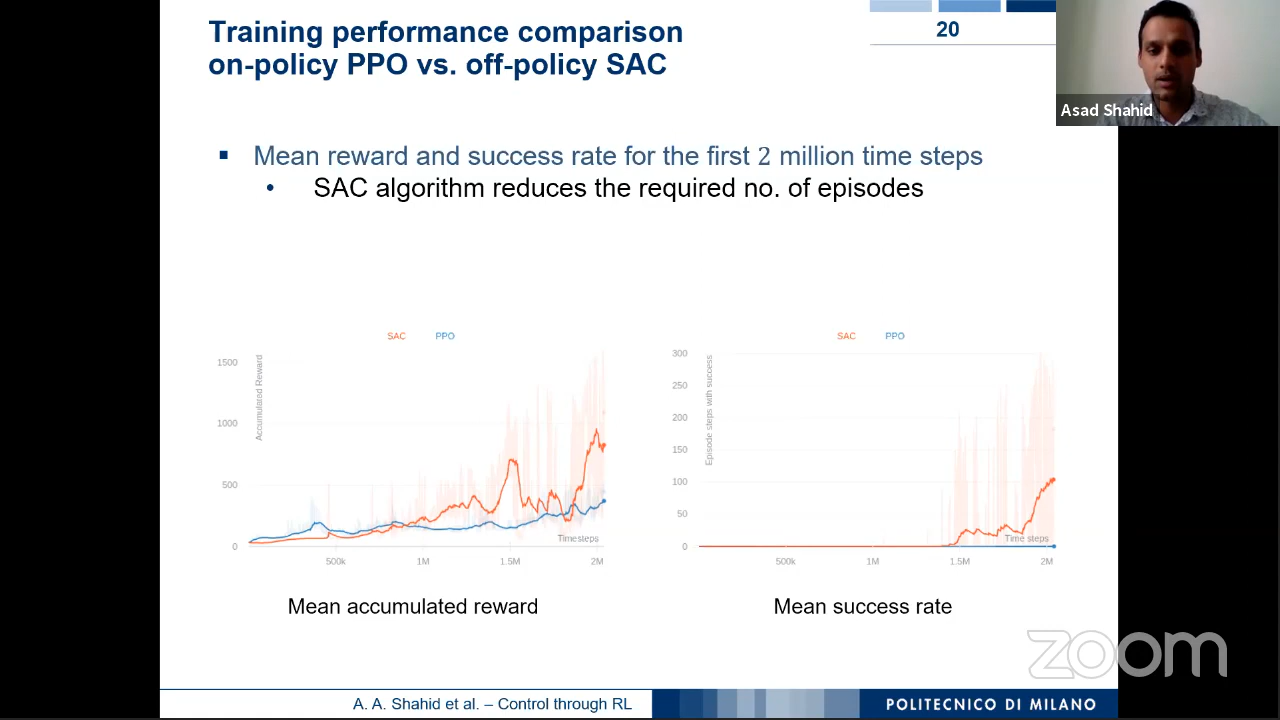 Training performance comparison
on-policy PPO vs. off-policy SAC
20
Asad Shahid
▪ Mean reward and success rate for the first 2 million time steps
• SAC algorithm reduces the required no. of episodes
SAC PPO
1500
1000
500
0
Accumulated Reward
Timesteps
500k 1M 1.5M 2M
Mean accumulated reward
SAC PPO
300
250
200
150
100
50
0
Episode steps with success
Time steps
500k 1M 1.5M 2M
Mean success rate
zoom
A. A. Shahid et al. – Control through RL
POLITECNICO DI MILANO